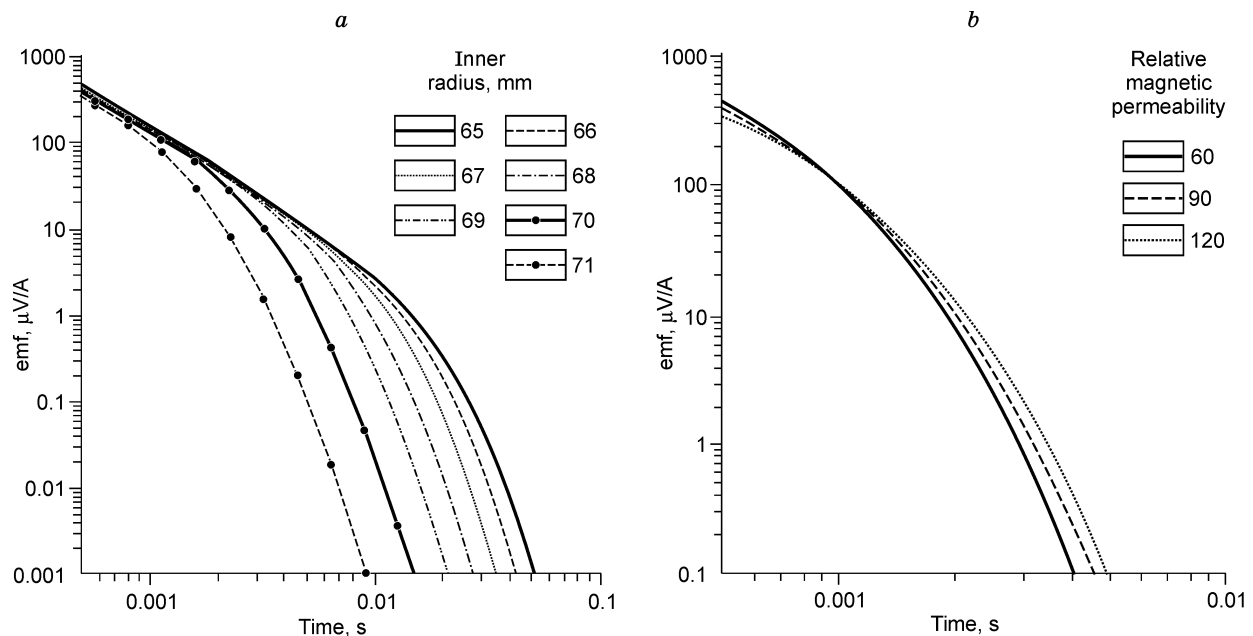 a
Inner
radius, mm
65
66
67
68
69
70
71
1000
100
10
1
0.1
0.01
0.001
emf, μV/A
0.001
0.01
0.1
Time, s
b
Relative
magnetic
permeability
60
90
120
1000
100
10
1
0.1
emf, μV/A
0.001
0.01
Time, s